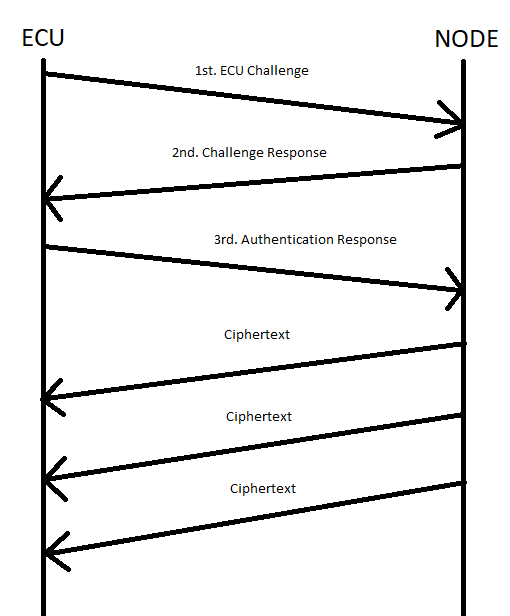 ECU
NODE
1st. ECU Challenge
2nd. Challenge Response
3rd. Authentication Response
Ciphertext
Ciphertext
Ciphertext